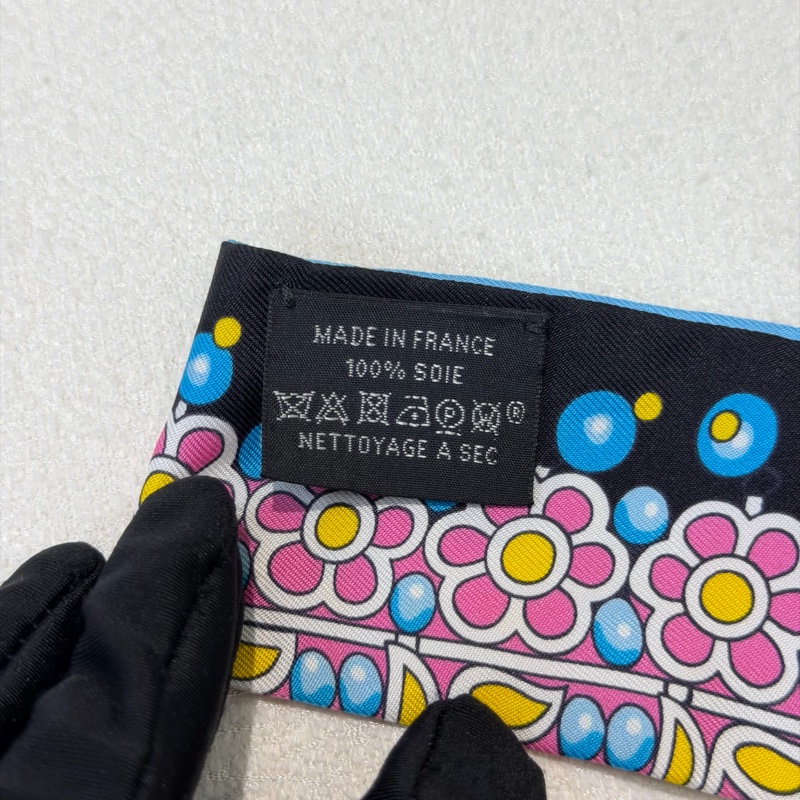 MADE IN FRANCE
100% SOIE
P ®
NETTOYAGE A SEC